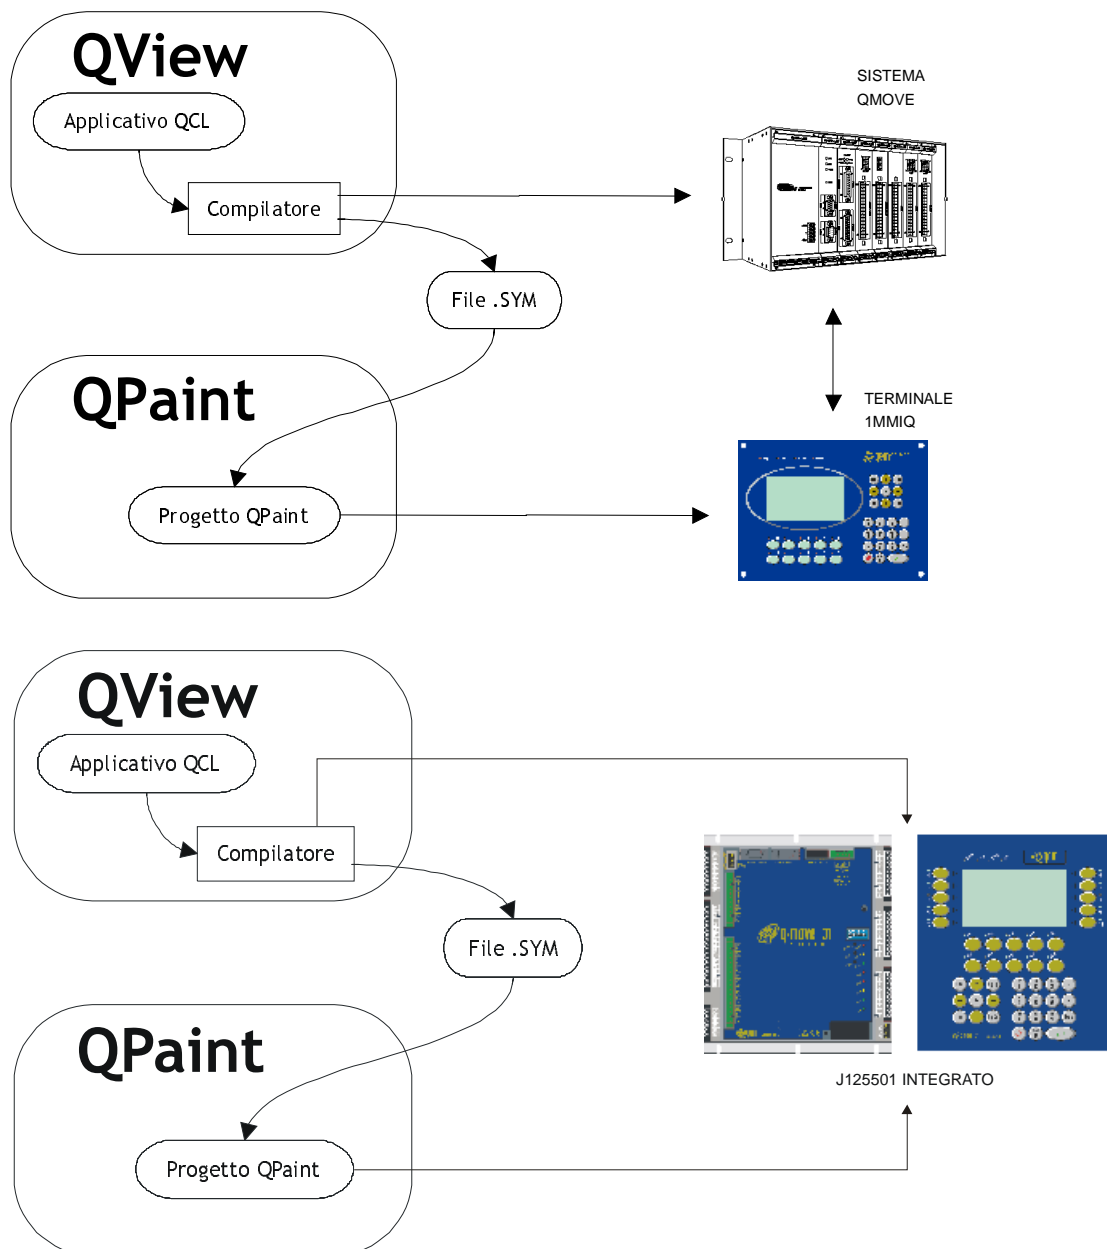 QView
Applicativo QCL
Compilatore
SISTEMA
QMOVE
File .SYM
QPaint
Progetto QPaint
TERMINALE
1MMIQ
QView
Applicativo QCL
Compilatore
File .SYM
QPaint
Progetto QPaint
J125501 INTEGRATO